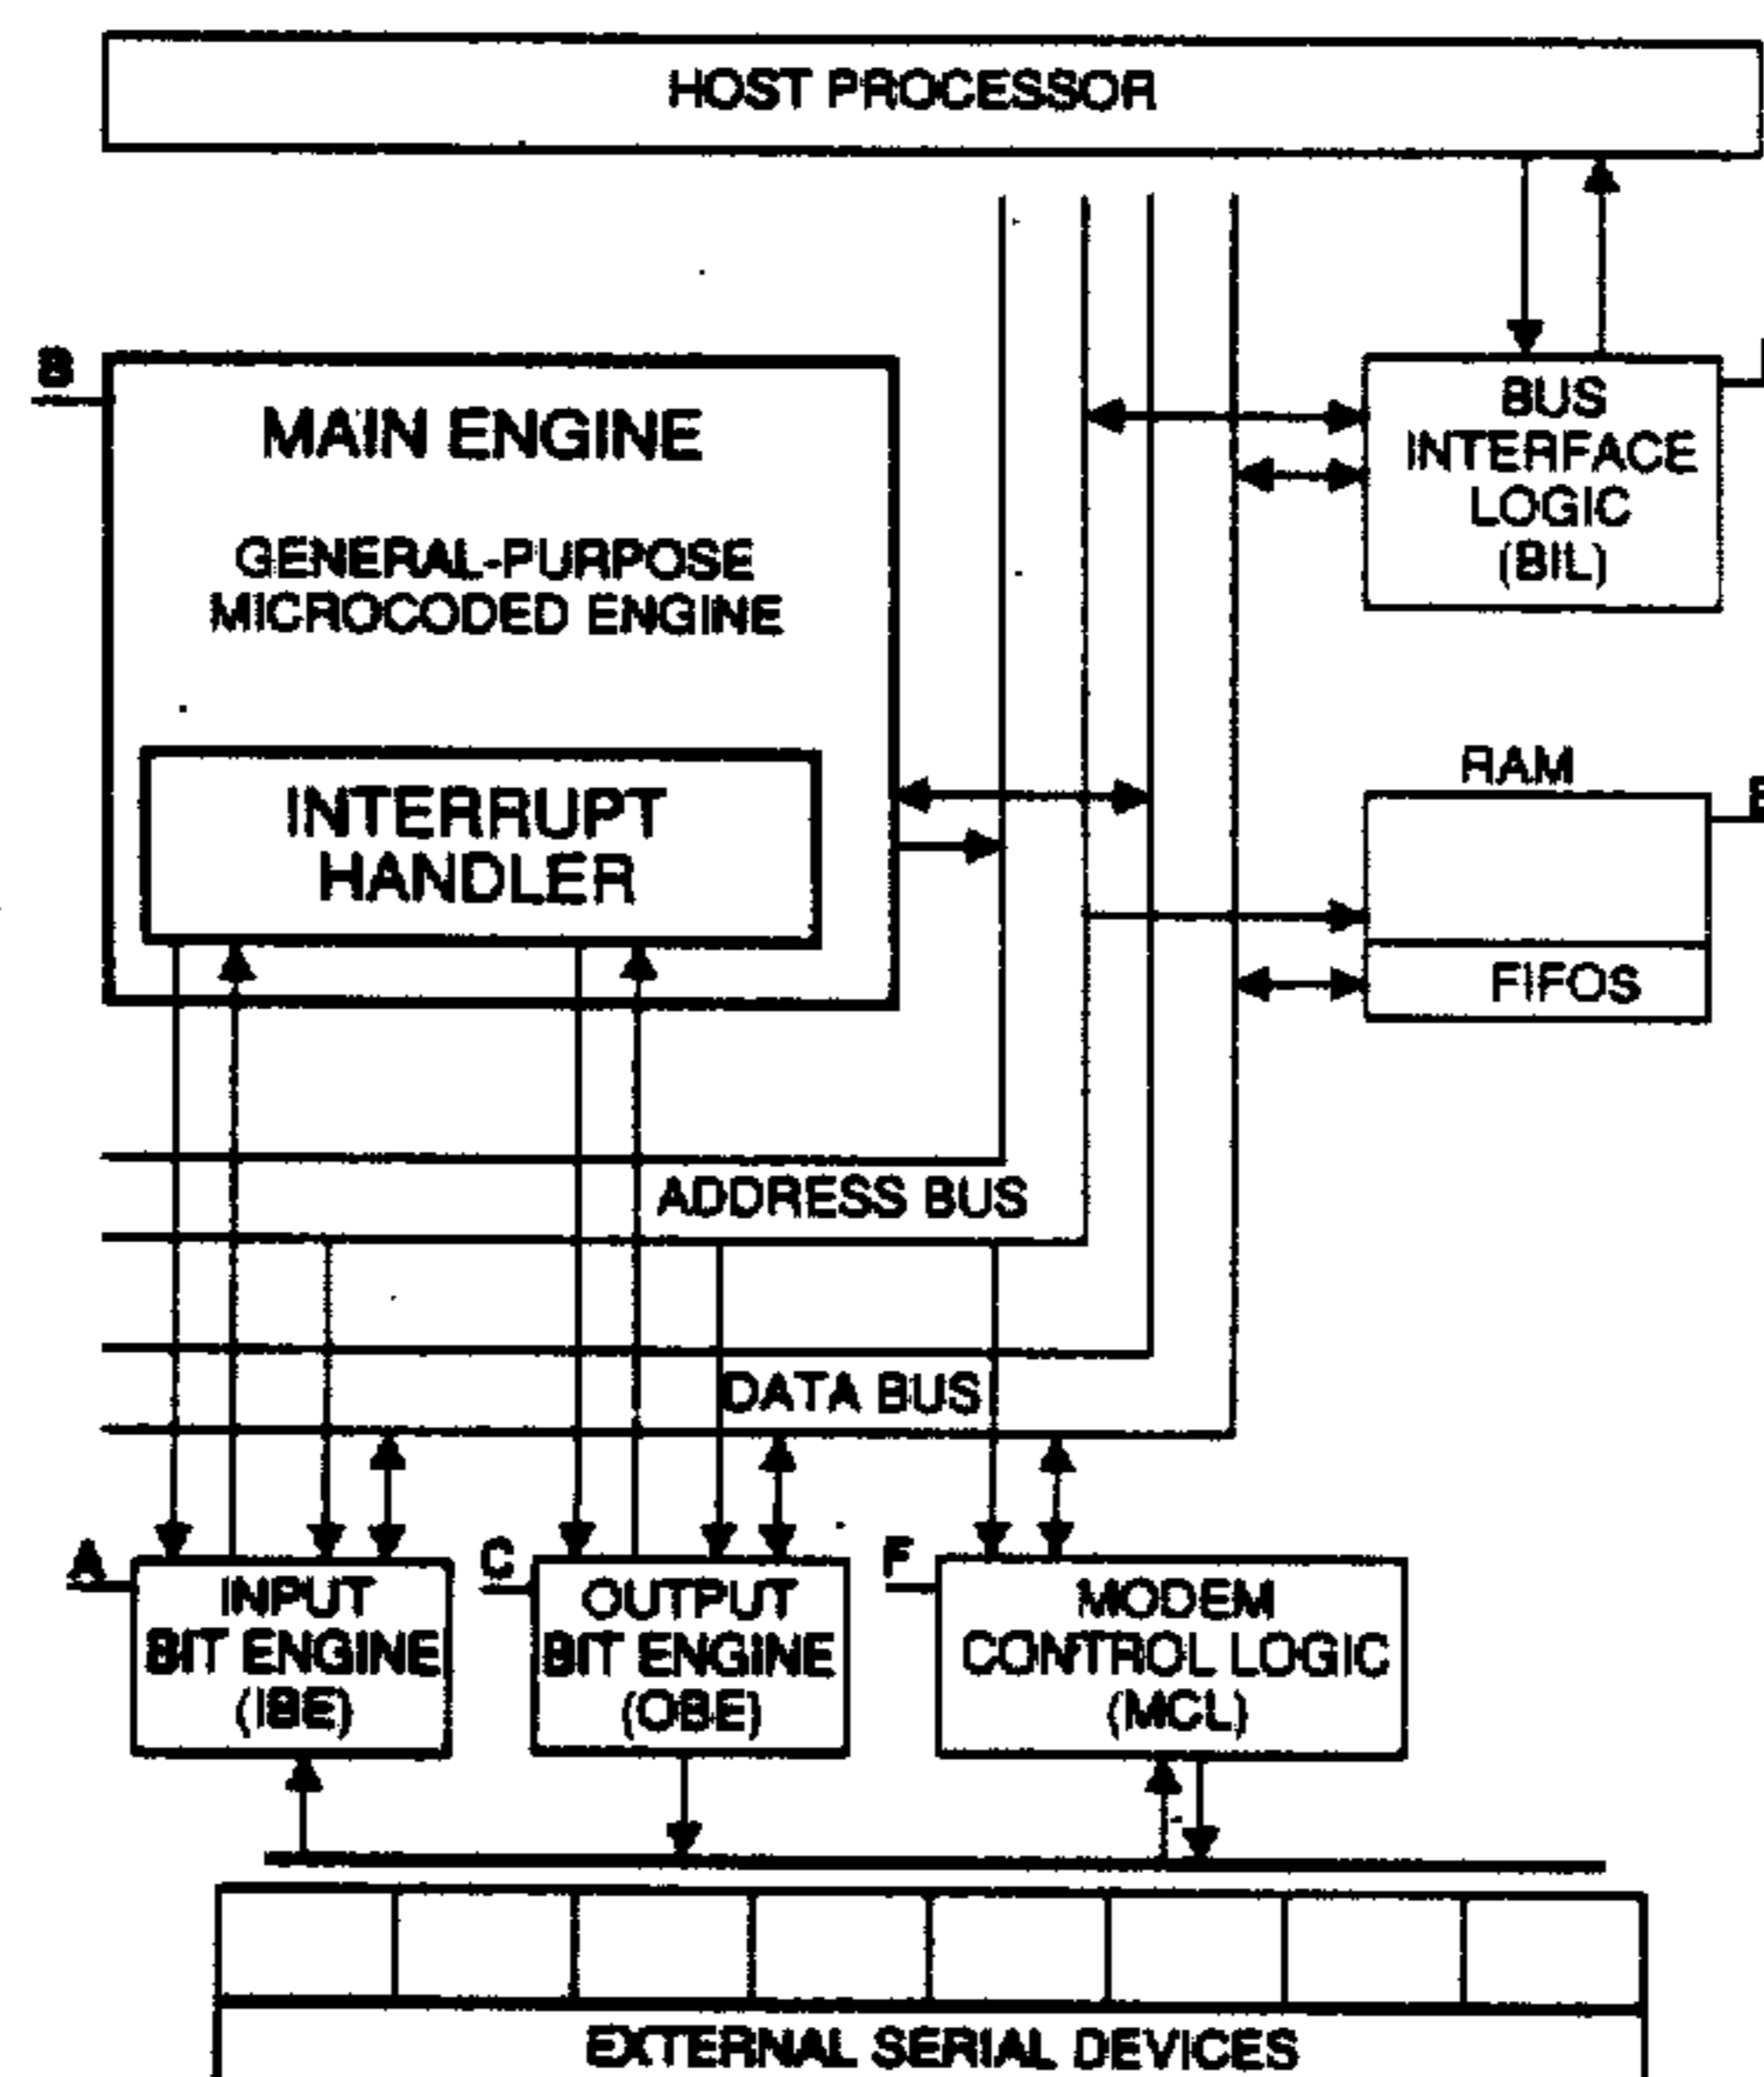 HOST PROCESSOR
B
MAIN ENGINE
GENERAL-PURPOSE
MICROCODED ENGINE
INTERRUPT
HANDLER
BUS
INTERFACE
LOGIC
(BIL)
RAM
E
FIFOS
ADDRESS BUS
DATA BUS
A
INPUT
BIT ENGINE
(IBE)
C
OUTPUT
BIT ENGINE
(OBE)
F
MODEM
CONTROL LOGIC
(MCL)
EXTERNAL SERIAL DEVICES